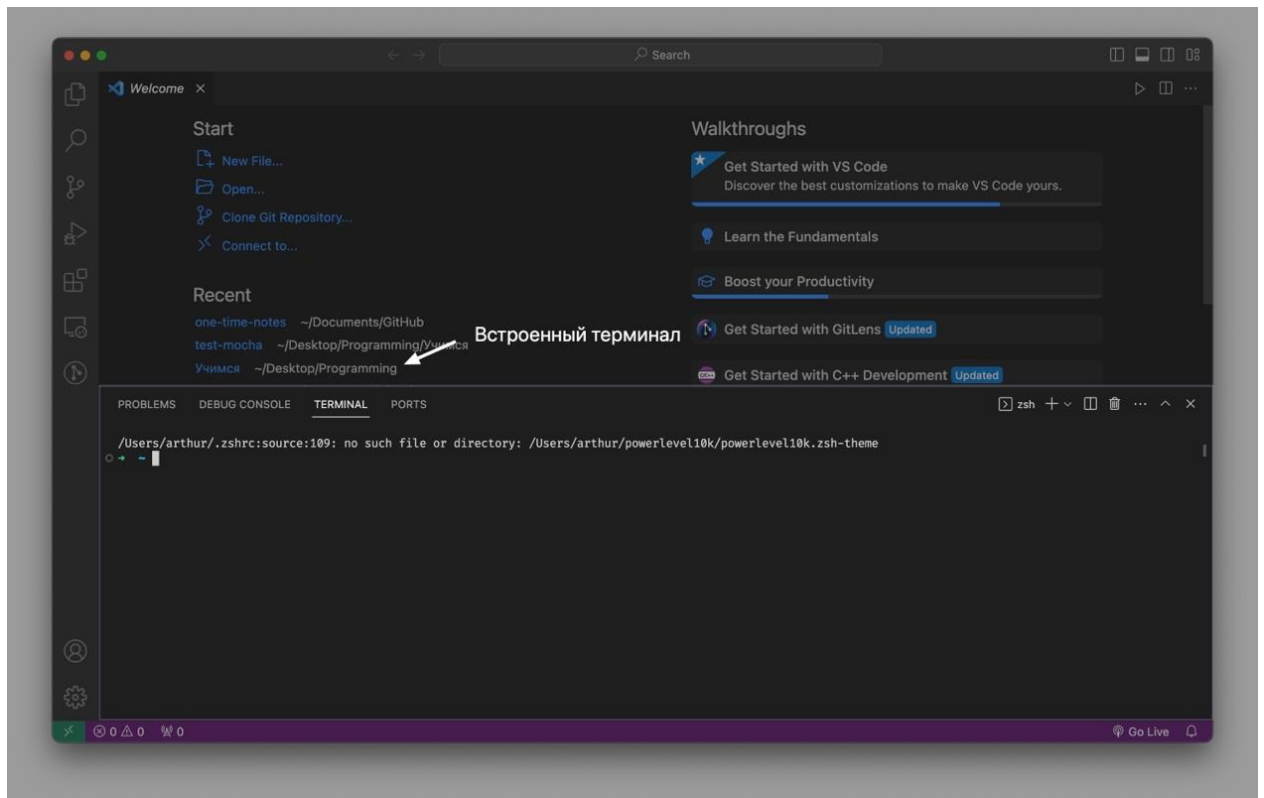 Search
Welcome
Start
New File...
Open...
Clone Git Repository...
Connect to...
Recent
one-time-notes ~/Documents/GitHub
test-mocha ~/Desktop/Programming/Учимся
Учимся ~/Desktop/Programming
Walkthroughs
Get Started with VS Code
Discover the best customizations to make VS Code yours.
Learn the Fundamentals
Boost your Productivity
Get Started with GitLens Updated
Get Started with C++ Development Updated
Встроенный терминал
PROBLEMS DEBUG CONSOLE TERMINAL PORTS zsh
/Users/arthur/.zshrc:source:109: no such file or directory: /Users/arthur/powerlevel10k/powerlevel10k.zsh-theme
→ ~
0 0 0 Go Live